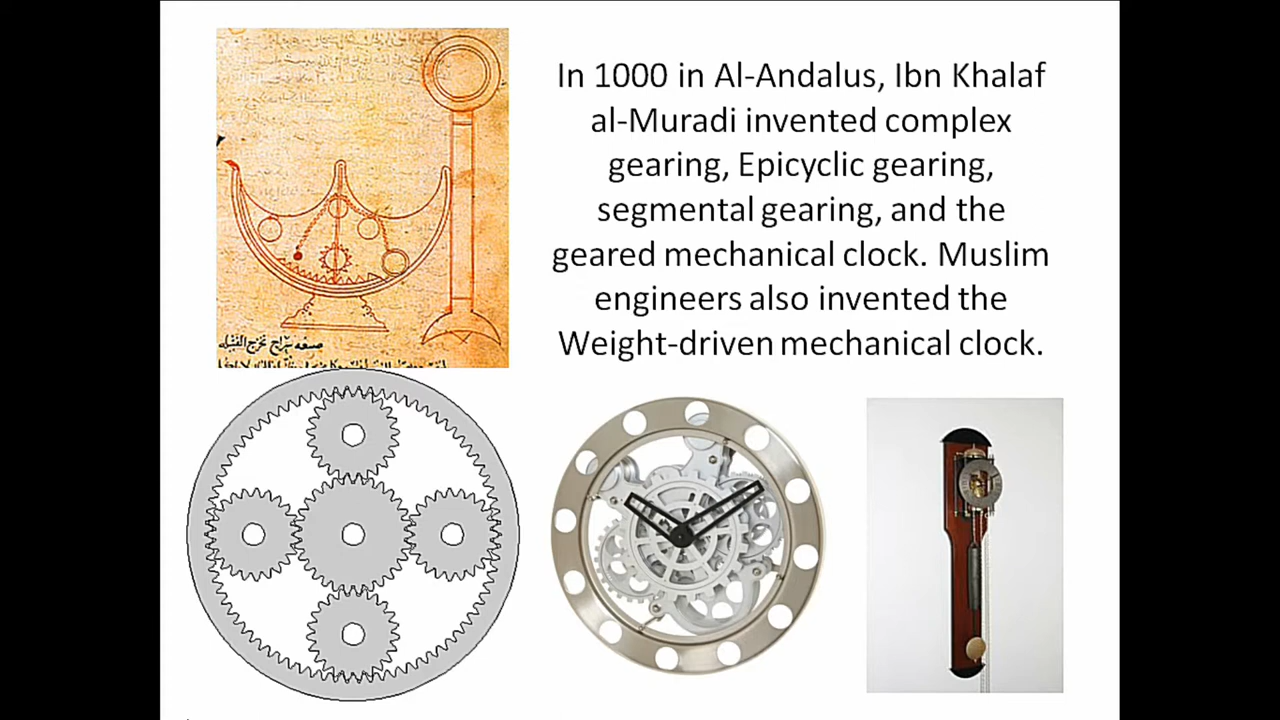 In 1000 in Al-Andalus, Ibn Khalaf
al-Muradi invented complex
gearing, Epicyclic gearing,
segmental gearing, and the
geared mechanical clock. Muslim
engineers also invented the
Weight-driven mechanical clock.